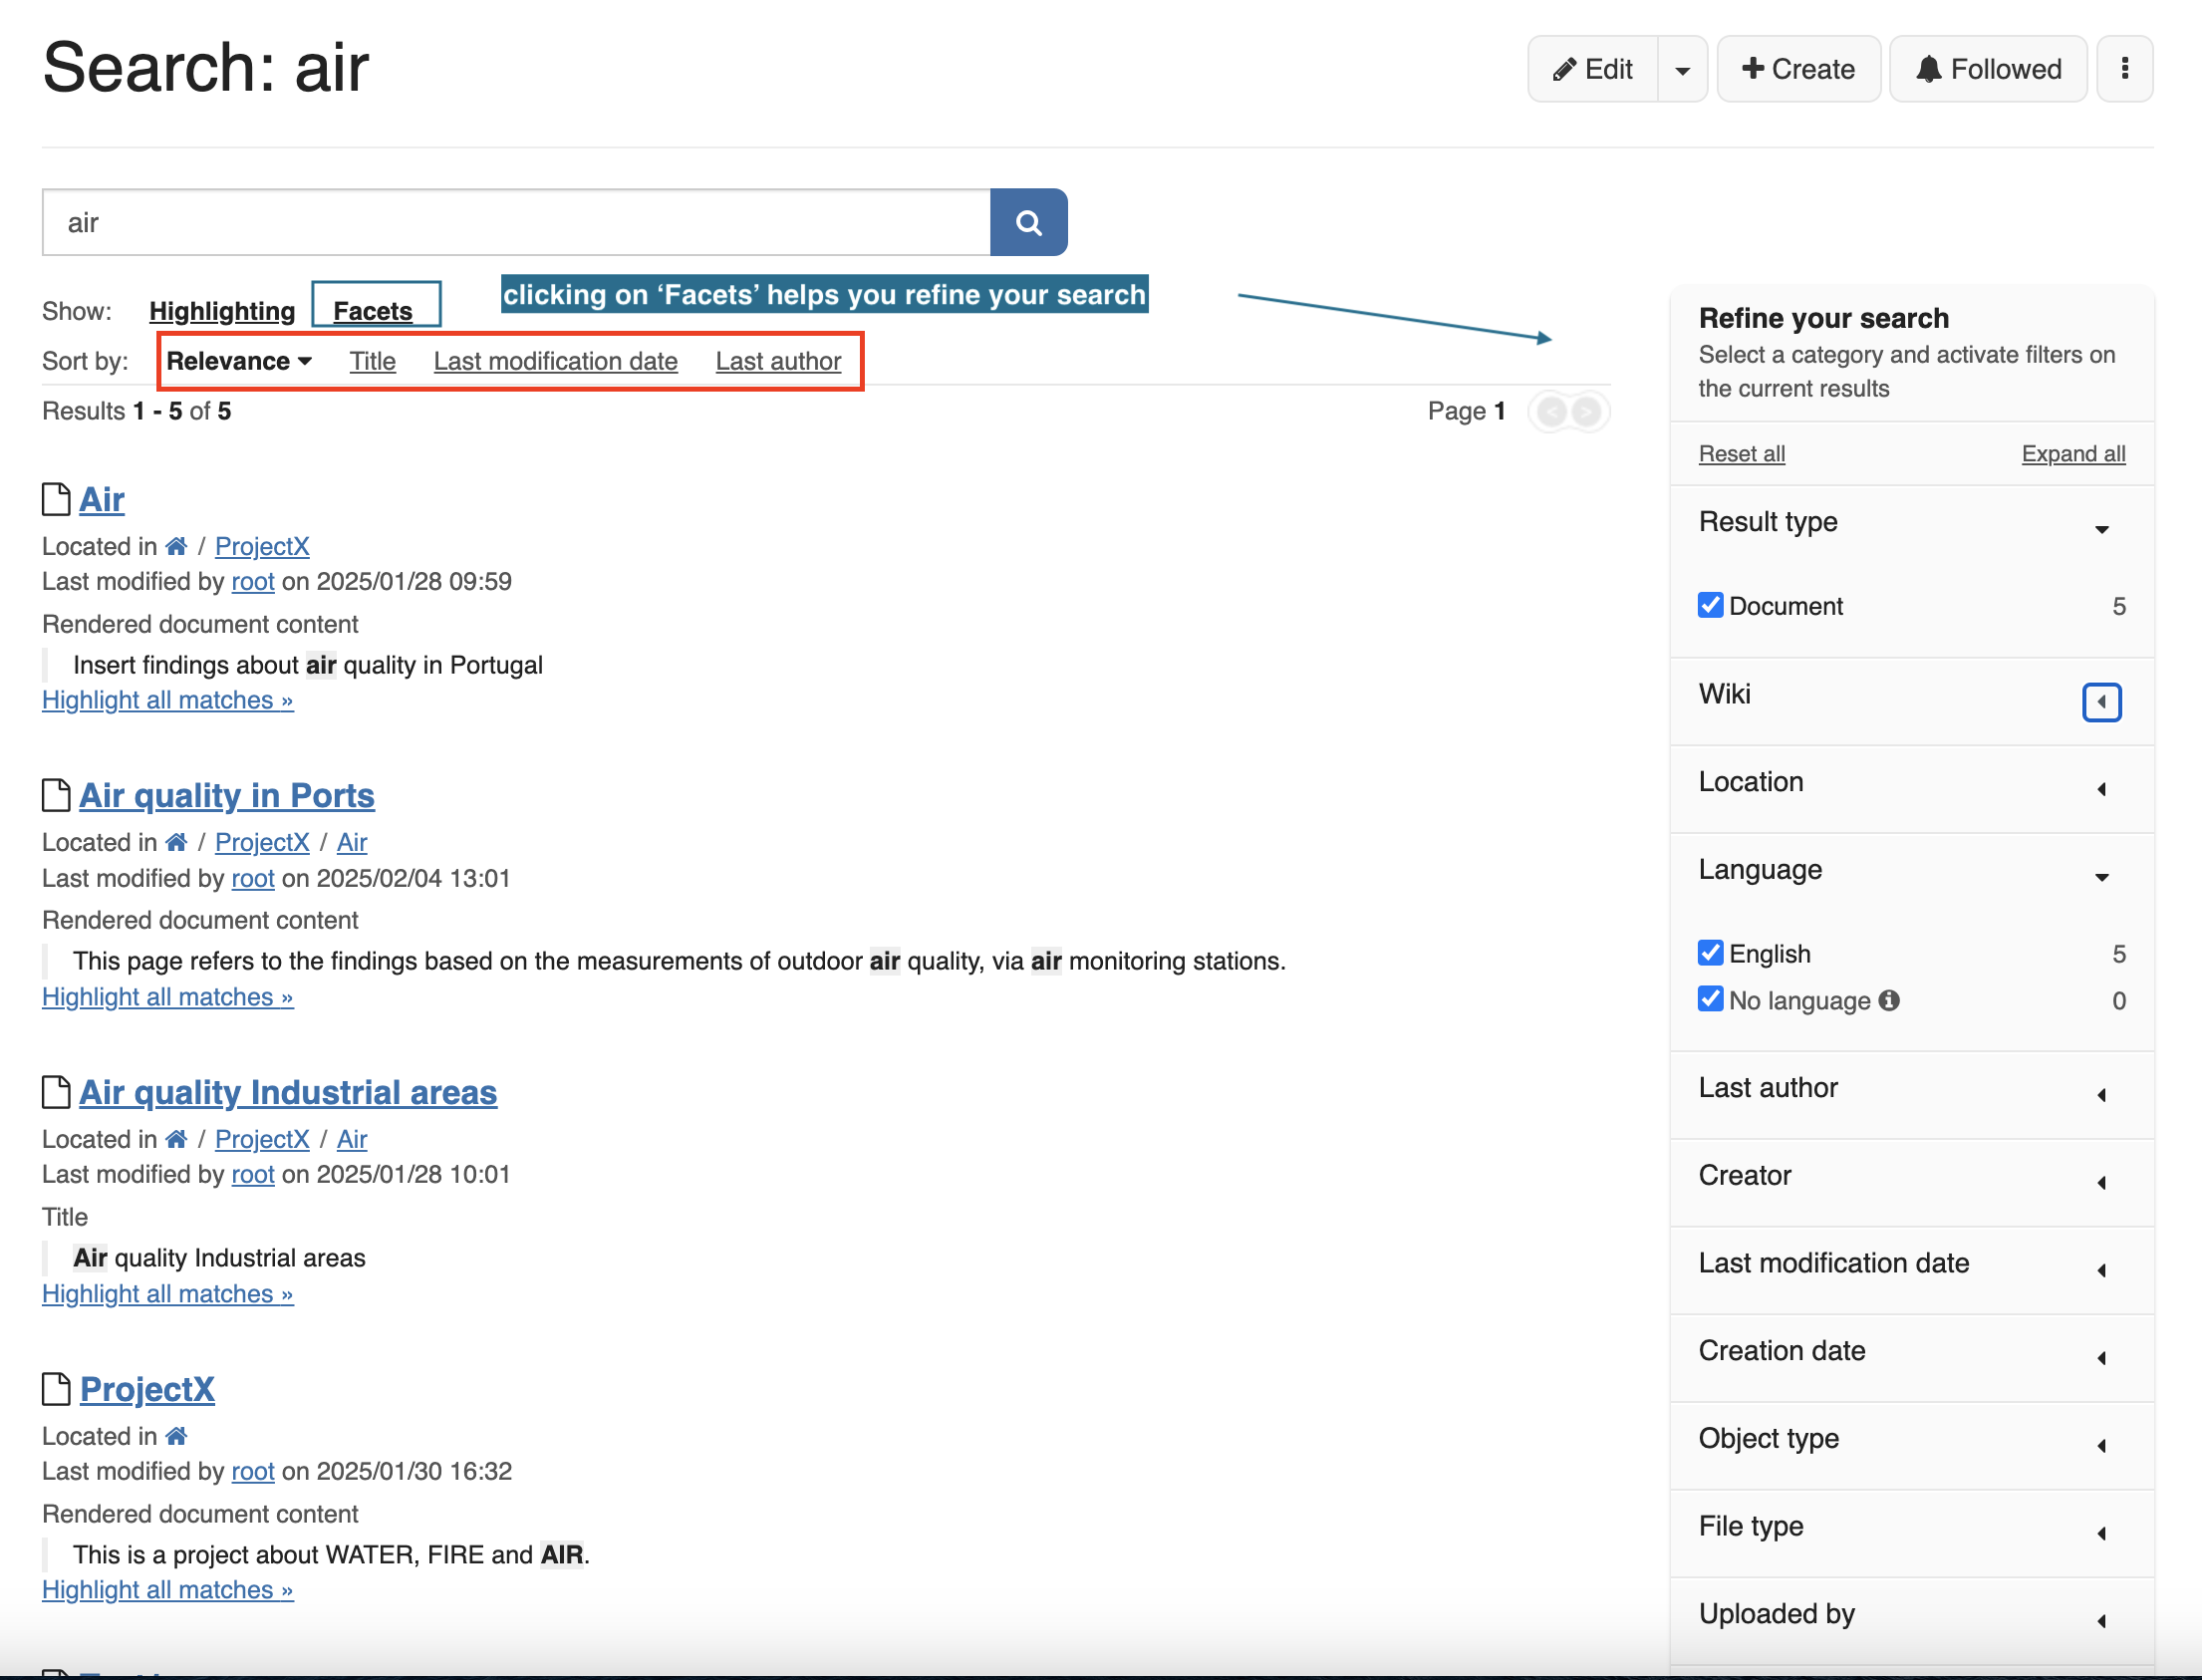 Search: air
Edit
Create
Followed
air
Show: Highlighting Facets
clicking on ‘Facets’ helps you refine your search
Sort by: Relevance Title Last modification date Last author
Results 1 - 5 of 5
Page 1
Air
Located in / ProjectX
Last modified by root on 2025/01/28 09:59
Rendered document content
Insert findings about air quality in Portugal
Highlight all matches »
Air quality in Ports
Located in / ProjectX / Air
Last modified by root on 2025/02/04 13:01
Rendered document content
This page refers to the findings based on the measurements of outdoor air quality, via air monitoring stations.
Highlight all matches »
Air quality Industrial areas
Located in / ProjectX / Air
Last modified by root on 2025/01/28 10:01
Title
Air quality Industrial areas
Highlight all matches »
ProjectX
Located in
Last modified by root on 2025/01/30 16:32
Rendered document content
This is a project about WATER, FIRE and AIR.
Highlight all matches »
Refine your search
Select a category and activate filters on
the current results
Reset all Expand all
Result type
Document 5
Wiki
Location
Language
English 5
No language 0
Last author
Creator
Last modification date
Creation date
Object type
File type
Uploaded by